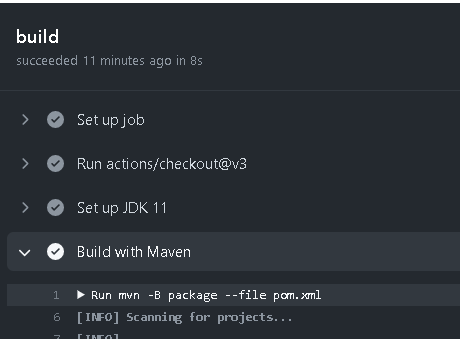 build
succeeded 11 minutes ago in 8s
Set up job
Run actions/checkout@v3
Set up JDK 11
Build with Maven
1 Run mvn -B package --file pom.xml
6 [INFO] Scanning for projects...
7 [INFO]